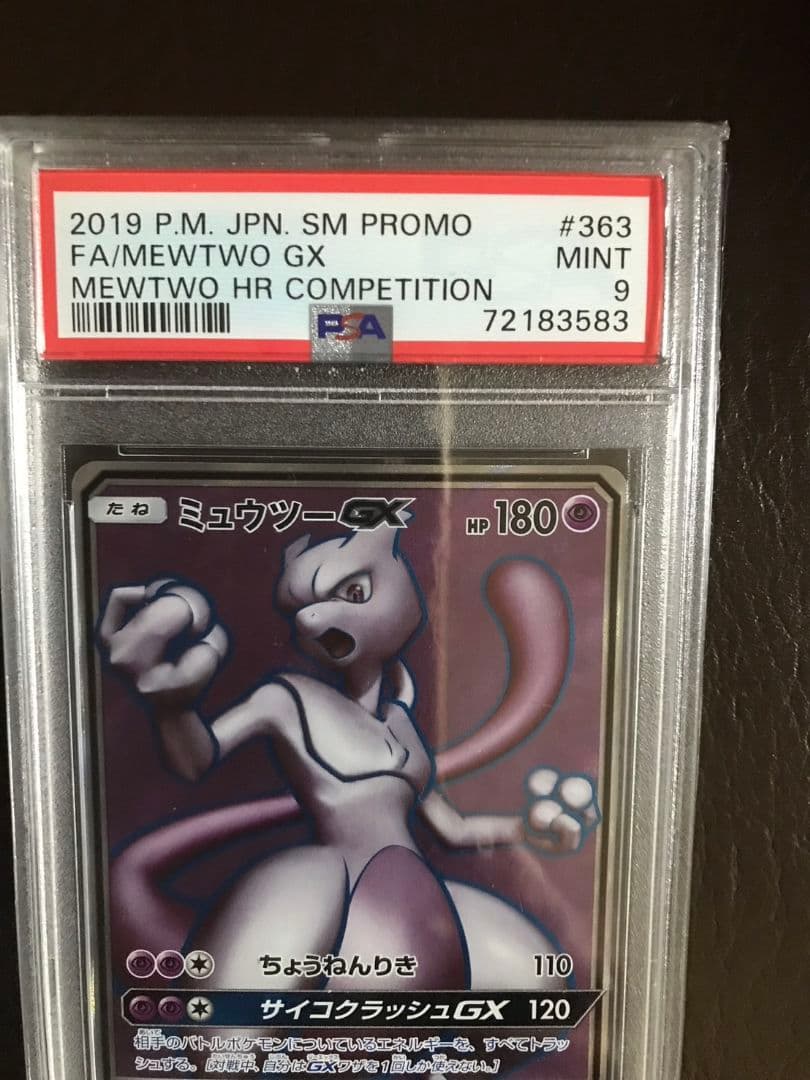 2019 P.M. JPN. SM PROMO #363
FA/MEWTWO GX MINT
MEWTWO HR COMPETITION 9
PSA 72183583
たね ミュウツーGX HP 180
ちょうねんりき 110
サイコクラッシュGX 120
相手のバトルポケモンについているエネルギーを、すべてトラッ
シュする。[対戦中、自分はGXワザを1回しか使えない。]